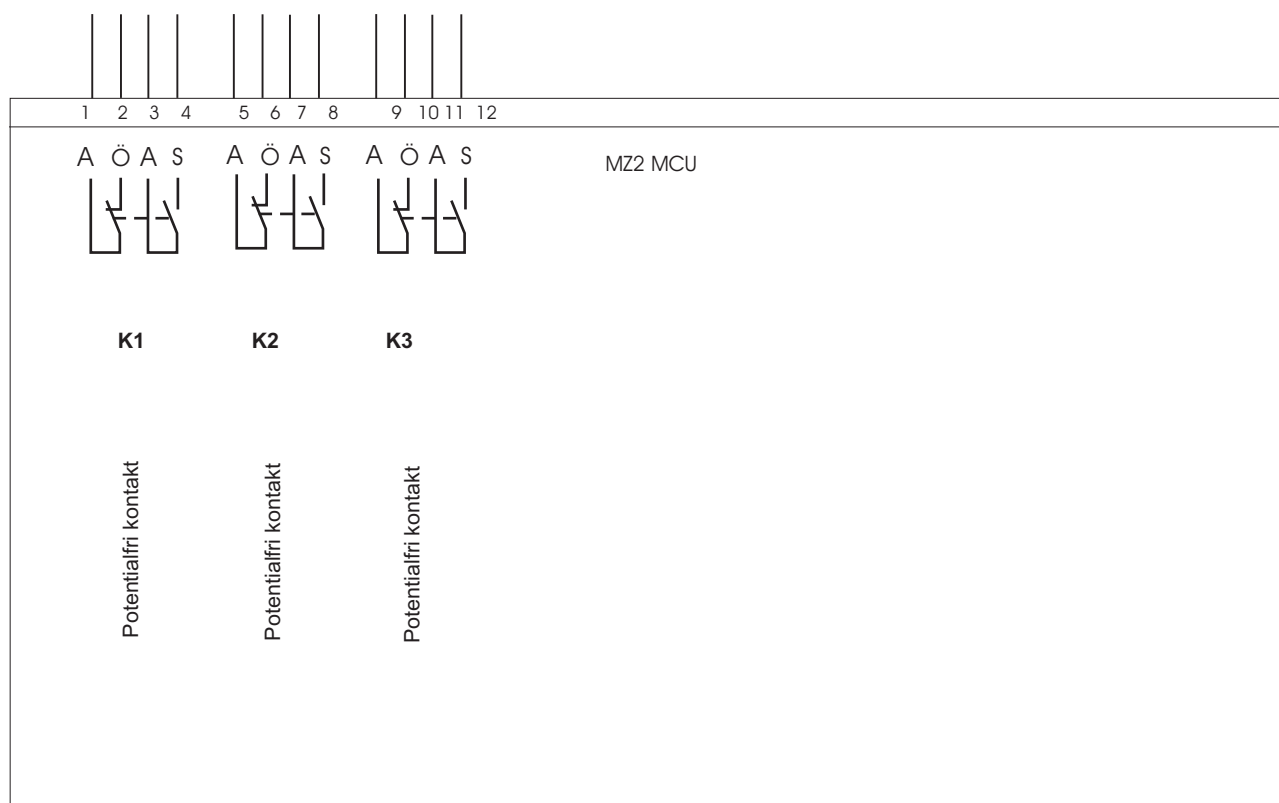 1 2 3 4 5 6 7 8 9 10 11 12
A Ö A S A Ö A S A Ö A S
MZ2 MCU
K1 K2 K3
Potentialfri kontakt
Potentialfri kontakt
Potentialfri kontakt